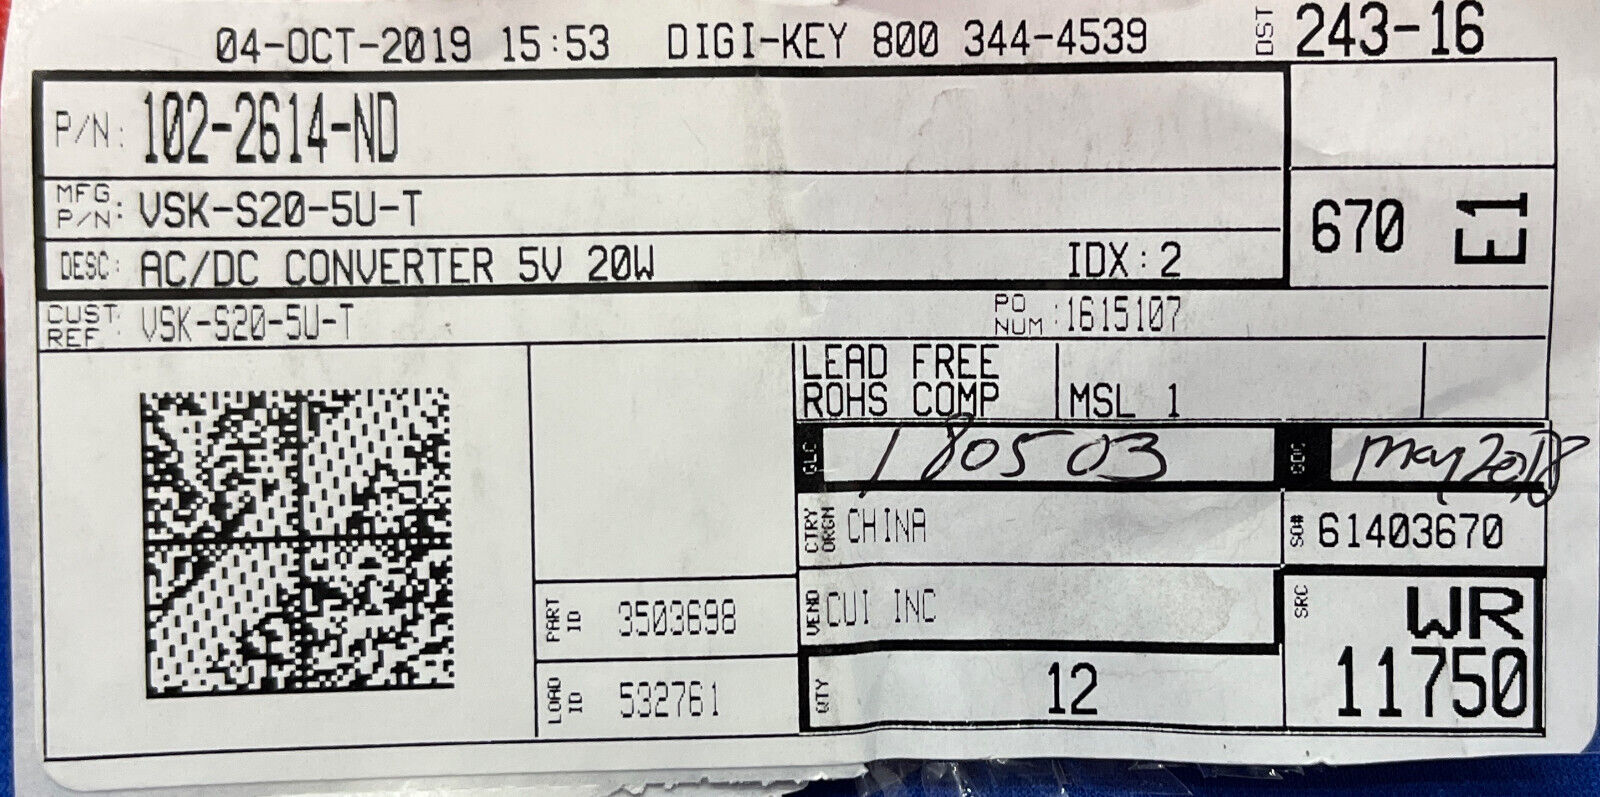 04-OCT-2019 15:53 DIGI-KEY 800 344-4539 DST 243-16
P/N: 102-2614-ND
MFG. P/N: VSK-S20-5U-T
670 E1
DESC: AC/DC CONVERTER 5V 20W IDX:2
CUST. REF. VSK-S20-5U-T PO NUM :1615107
LEAD FREE
ROHS COMP MSL 1
GLC 180503 GDC May 2018
CTRY ORGN CHINA SO# 61403670
PART ID 3503698 VEND CUI INC SRC WR
LOAD ID 532761 QTY 12 11750